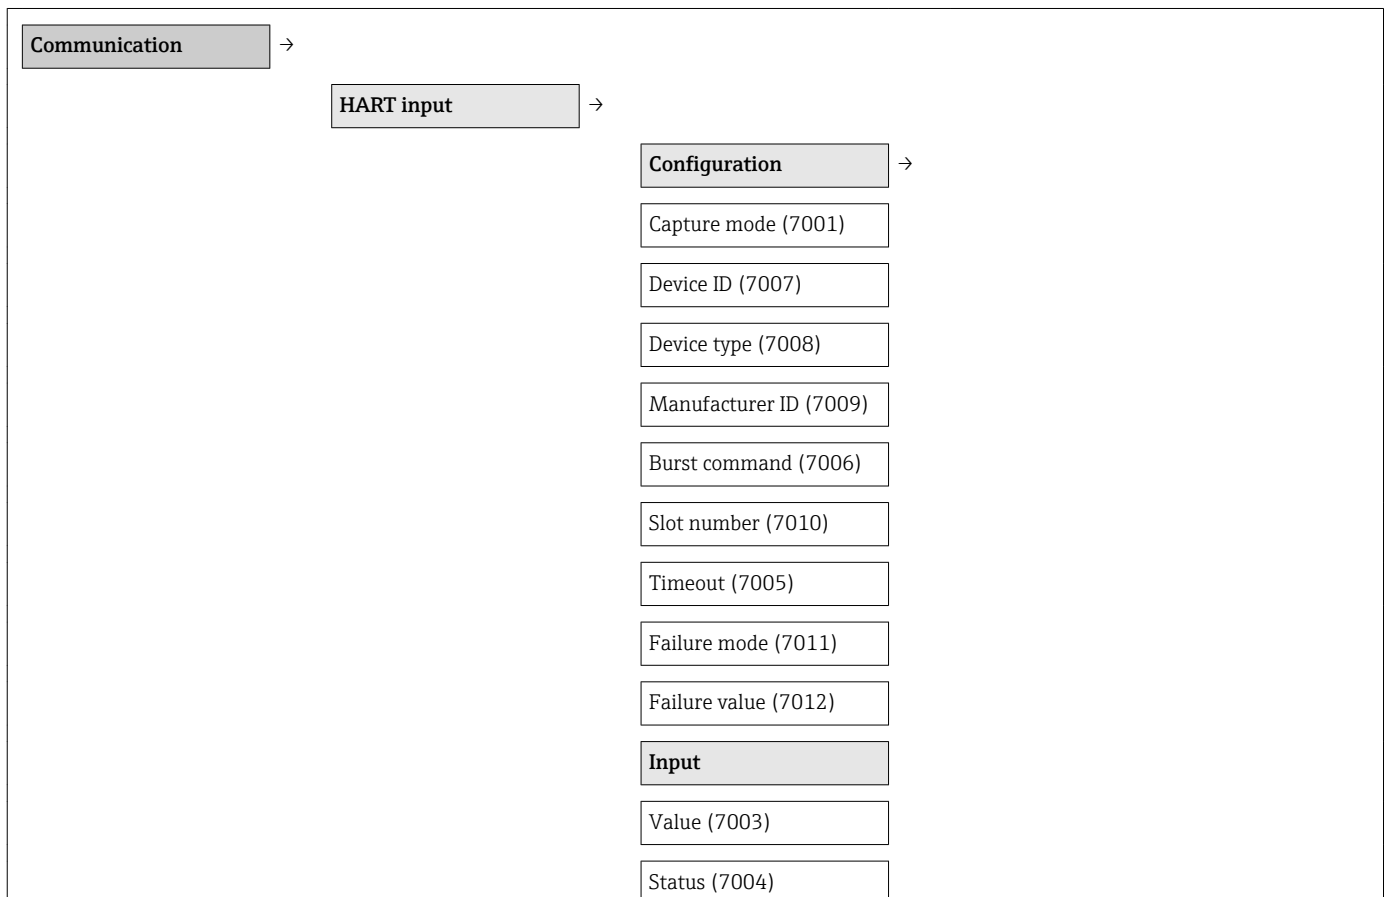 Communication →
HART input →
Configuration →
Capture mode (7001)
Device ID (7007)
Device type (7008)
Manufacturer ID (7009)
Burst command (7006)
Slot number (7010)
Timeout (7005)
Failure mode (7011)
Failure value (7012)
Input
Value (7003)
Status (7004)